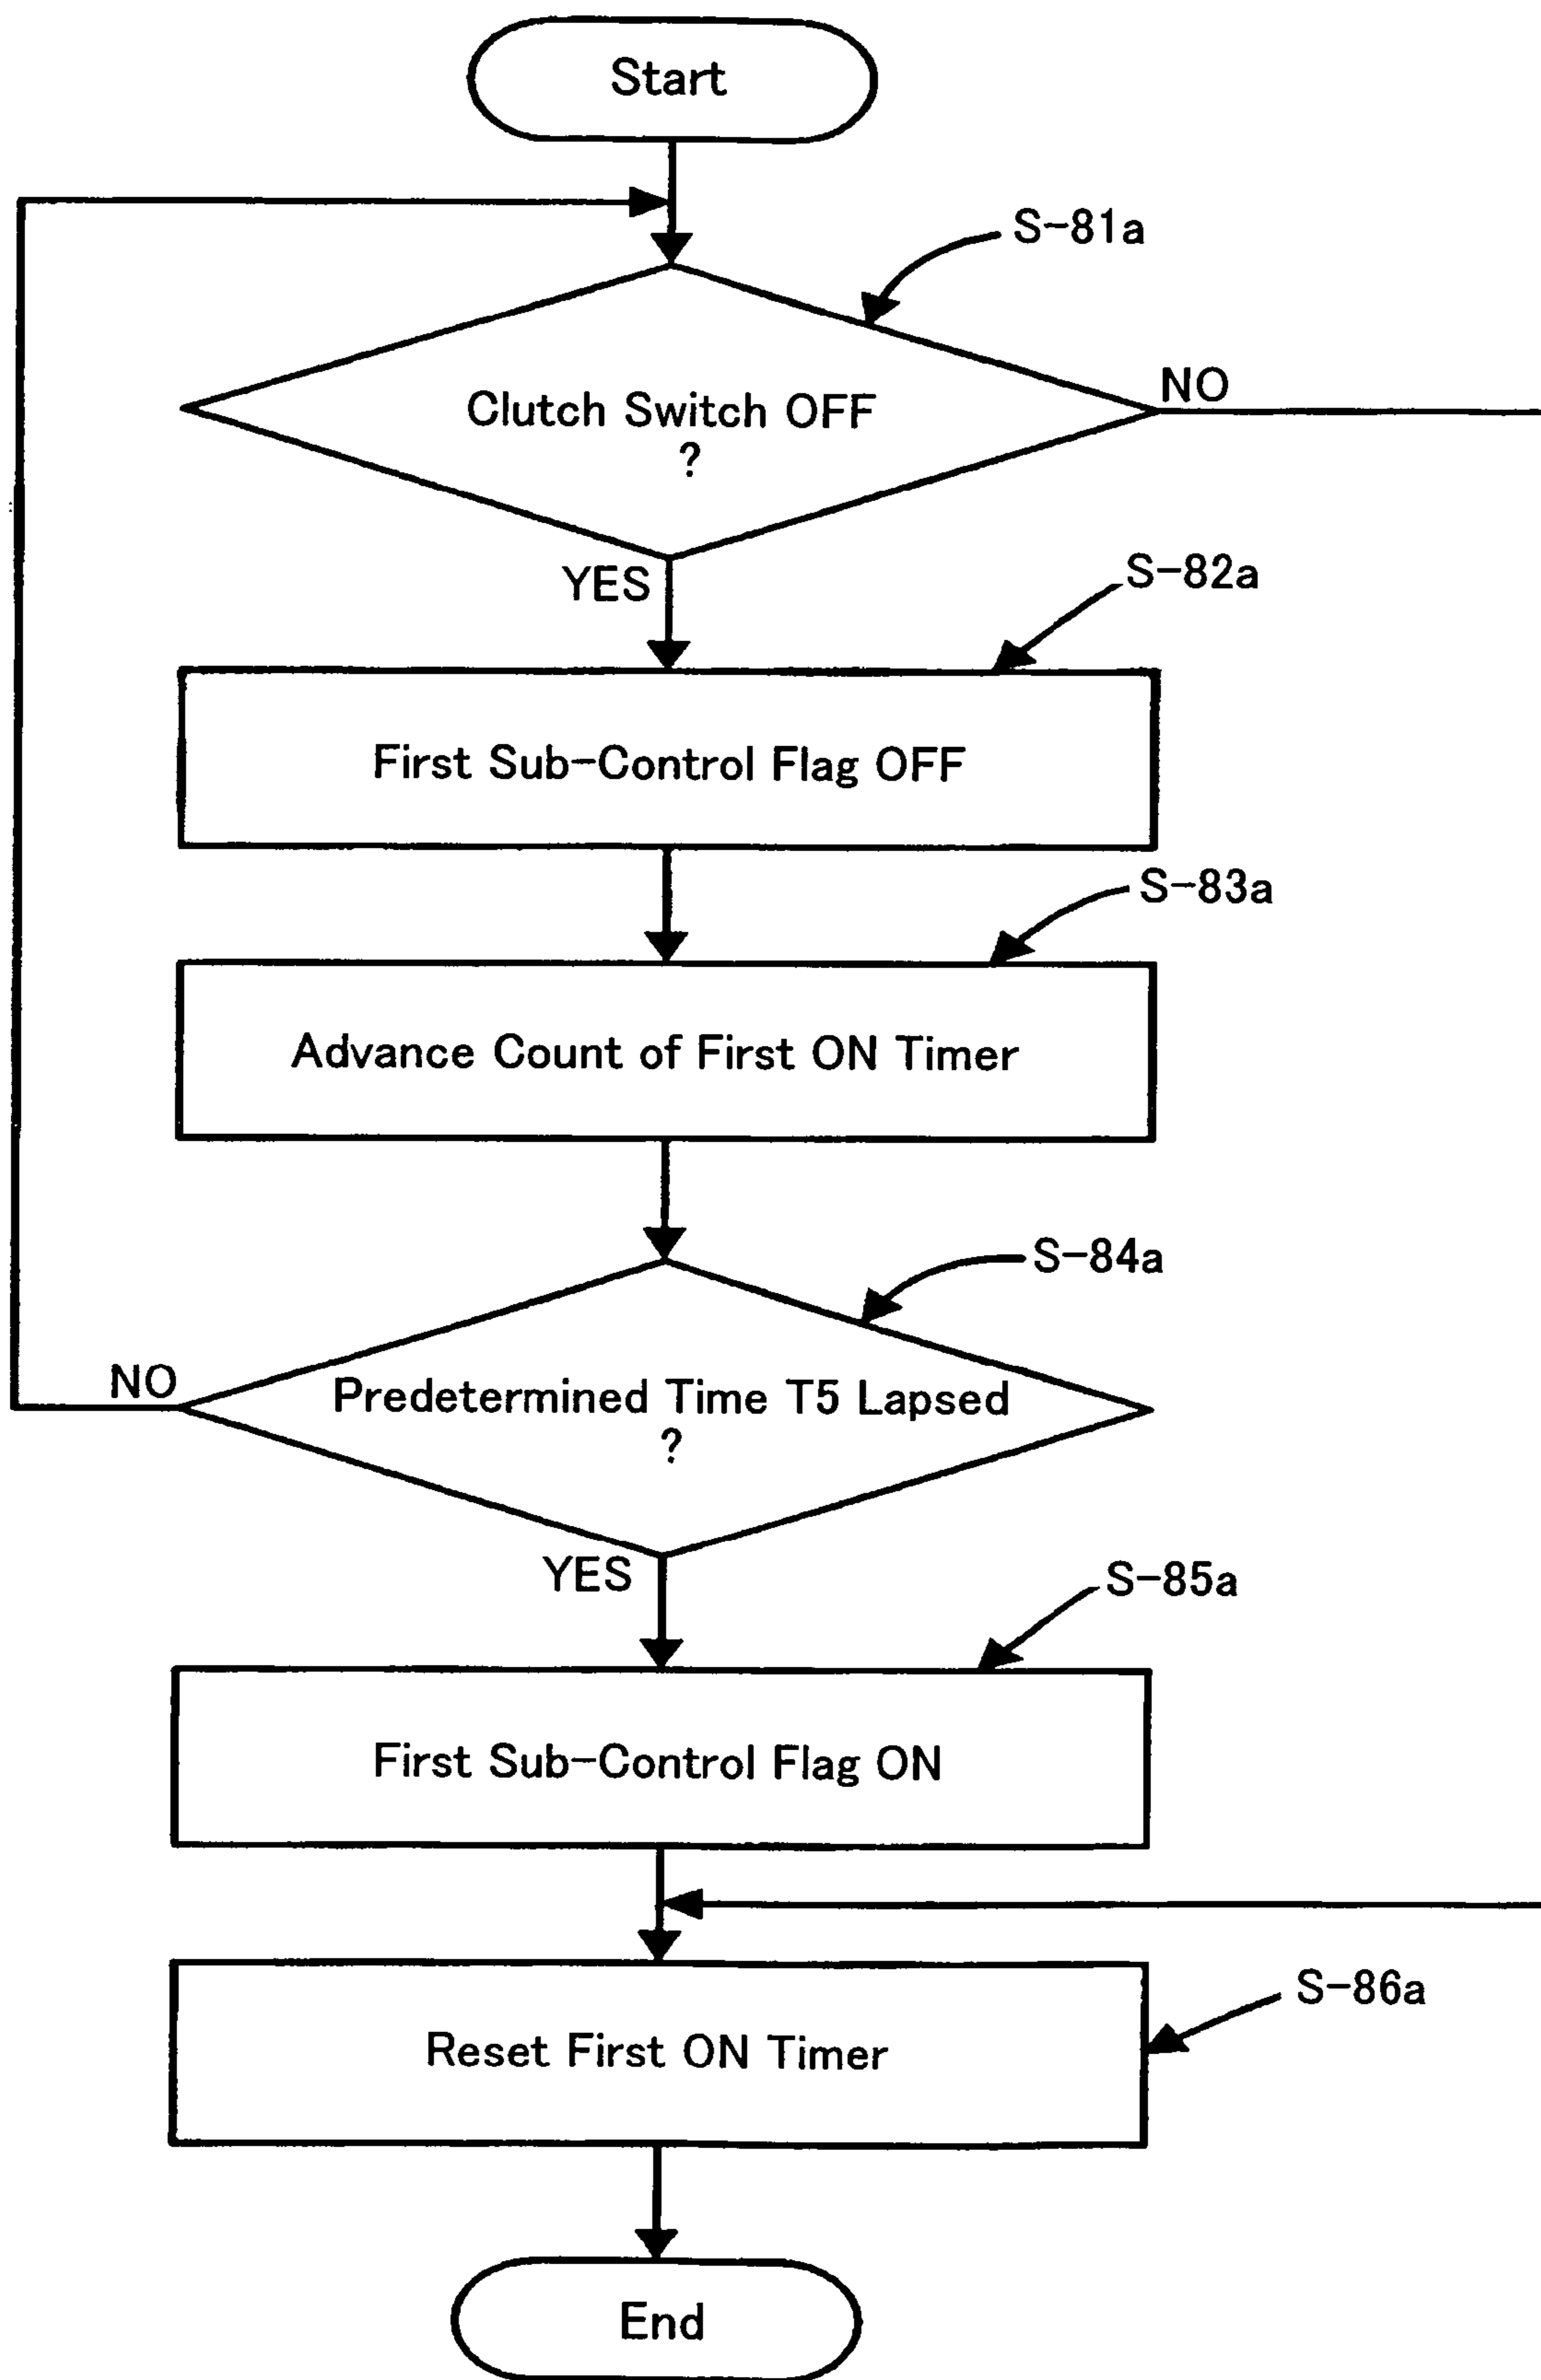 Start
S-81a
Clutch Switch OFF
?
NO
YES
S-82a
First Sub-Control Flag OFF
S-83a
Advance Count of First ON Timer
S-84a
Predetermined Time T5 Lapsed
?
NO
YES
S-85a
First Sub-Control Flag ON
S-86a
Reset First ON Timer
End